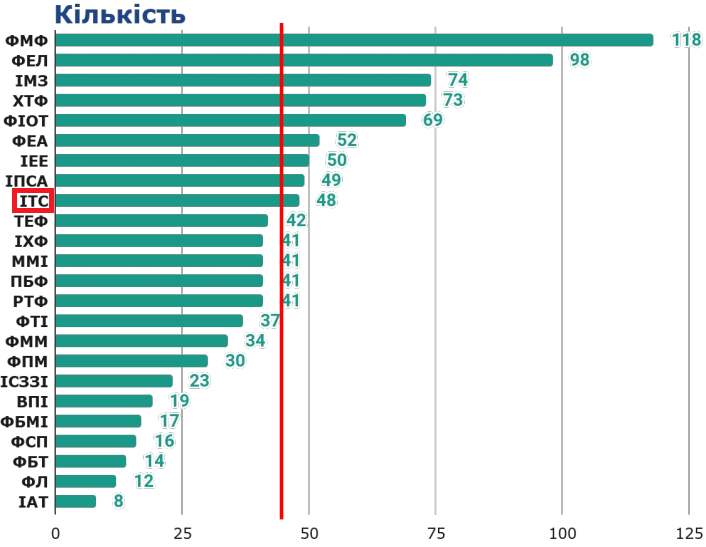 Кількість
ФМФ 118
ФЕЛ 98
ІМЗ 74
ХТФ 73
ФІОТ 69
ФЕА 52
ІЕЕ 50
ІПСА 49
ІТС 48
ТЕФ 42
ІХФ 41
ММІ 41
ПБФ 41
РТФ 41
ФТІ 37
ФММ 34
ФПМ 30
ІСЗЗІ 23
ВПІ 19
ФБМІ 17
ФСП 16
ФБТ 14
ФЛ 12
ІАТ 8
0 25 50 75 100 125